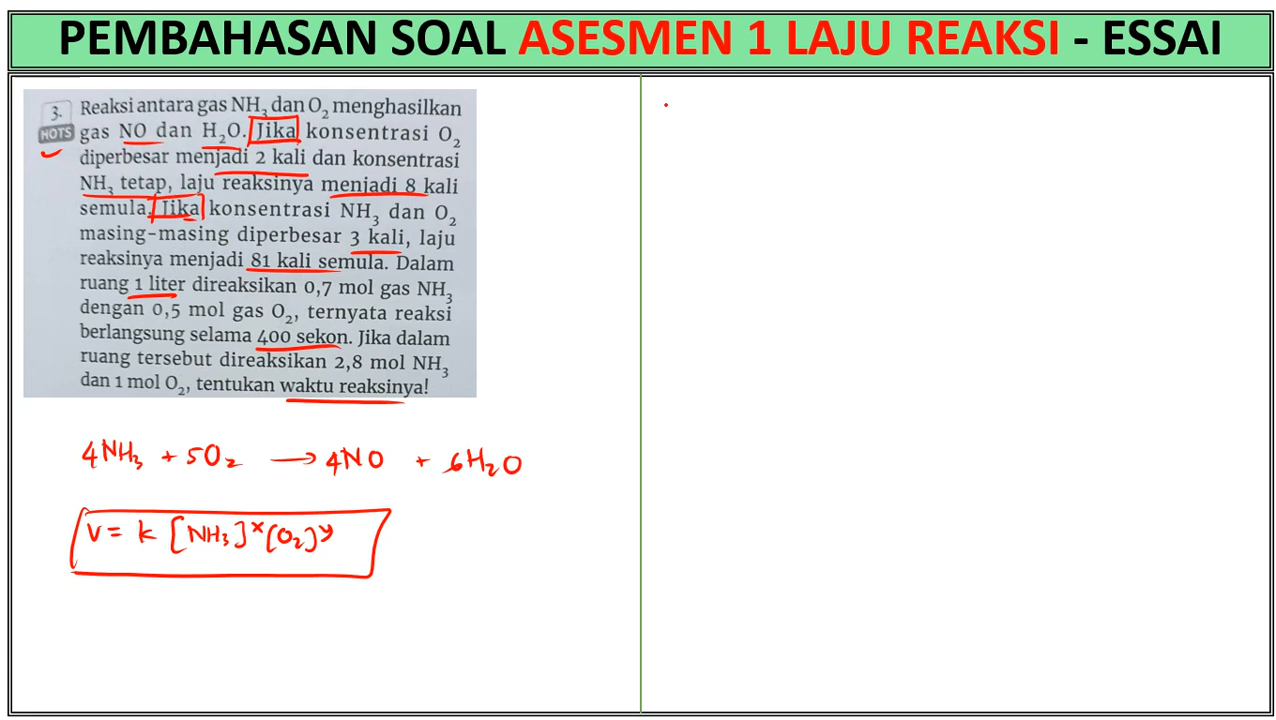 PEMBAHASAN SOAL ASESMEN 1 LAJU REAKSI - ESSAI
3. Reaksi antara gas NH₃ dan O₂ menghasilkan
HOTS gas NO dan H₂O. Jika konsentrasi O₂
diperbesar menjadi 2 kali dan konsentrasi
NH₃ tetap, laju reaksinya menjadi 8 kali
semula. Jika konsentrasi NH₃ dan O₂
masing-masing diperbesar 3 kali, laju
reaksinya menjadi 81 kali semula. Dalam
ruang 1 liter direaksikan 0,7 mol gas NH₃
dengan 0,5 mol gas O₂, ternyata reaksi
berlangsung selama 400 sekon. Jika dalam
ruang tersebut direaksikan 2,8 mol NH₃
dan 1 mol O₂, tentukan waktu reaksinya!
4NH₃ + 5O₂ → 4NO + 6H₂O
V = k [NH₃]ˣ [O₂]ʸ